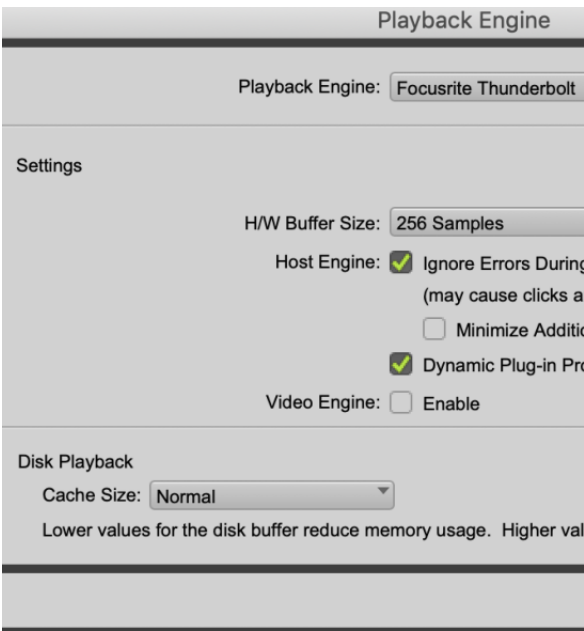 Playback Engine
Playback Engine: Focusrite Thunderbolt
Settings
H/W Buffer Size: 256 Samples
Host Engine: Ignore Errors During
(may cause clicks a
Minimize Additio
Dynamic Plug-in Pro
Video Engine: Enable
Disk Playback
Cache Size: Normal
Lower values for the disk buffer reduce memory usage. Higher val